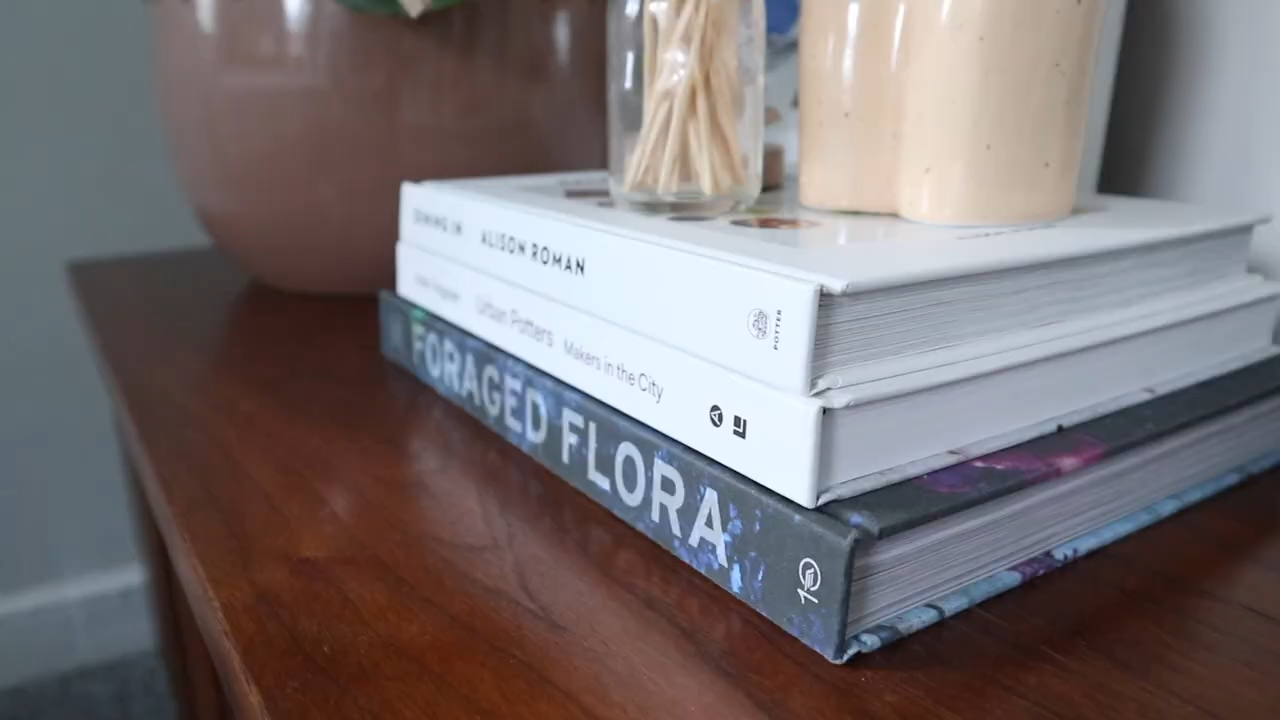 DINING IN ALISON ROMAN
POTTER
Urban Potters Makers in the City
FORAGED FLORA